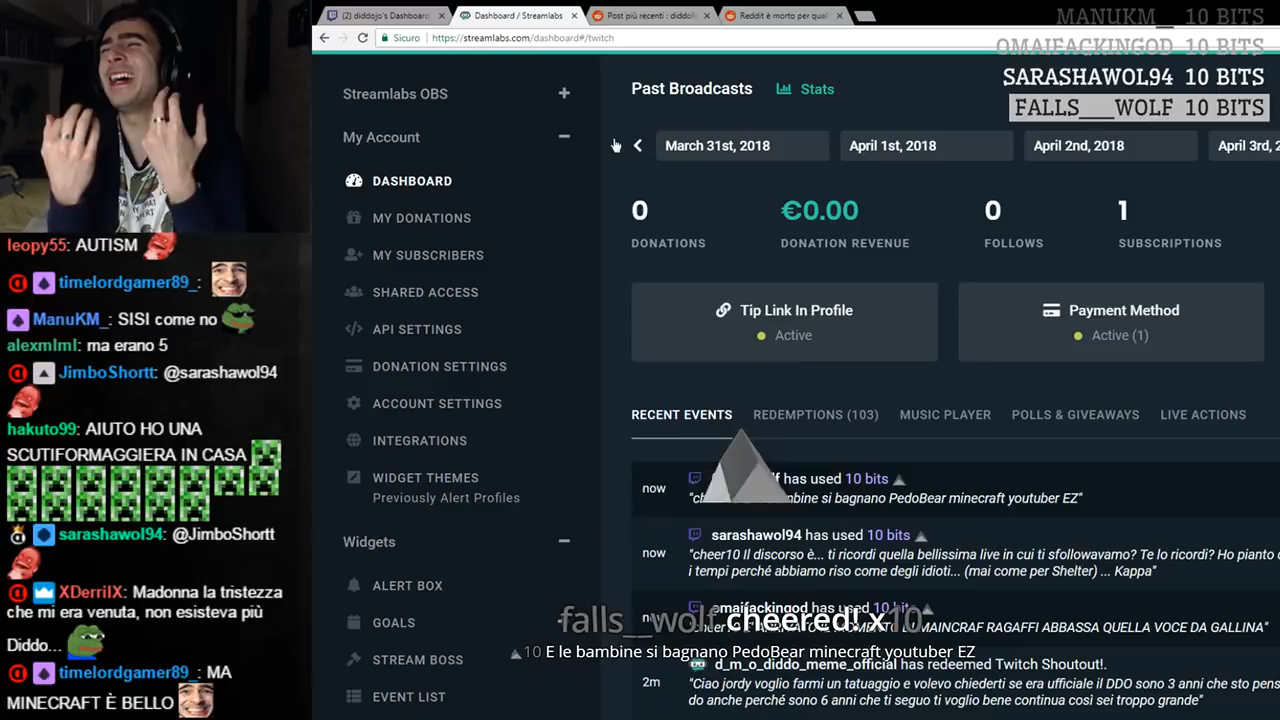 (2) diddojo's Dashboard
Dashboard / Streamlabs
Post più recenti : diddol
Reddit è morto per qual
Sicuro
https://streamlabs.com/dashboard#/twitch
MANUKM_ 10 BITS
OMAIFACKINGOD 10 BITS
SARASHAWOL94 10 BITS
FALLS___WOLF 10 BITS
Streamlabs OBS
My Account
DASHBOARD
MY DONATIONS
MY SUBSCRIBERS
SHARED ACCESS
API SETTINGS
DONATION SETTINGS
ACCOUNT SETTINGS
INTEGRATIONS
WIDGET THEMES
Previously Alert Profiles
Widgets
ALERT BOX
GOALS
STREAM BOSS
EVENT LIST
Past Broadcasts
Stats
March 31st, 2018
April 1st, 2018
April 2nd, 2018
April 3rd, 2
0
DONATIONS
€0.00
DONATION REVENUE
0
FOLLOWS
1
SUBSCRIPTIONS
Tip Link In Profile
Active
Payment Method
Active (1)
RECENT EVENTS
REDEMPTIONS (103)
MUSIC PLAYER
POLLS & GIVEAWAYS
LIVE ACTIONS
now
has used 10 bits
bambine si bagnano PedoBear minecraft youtuber EZ"
now
sarashawol94 has used 10 bits
"cheer10 Il discorso è... ti ricordi quella bellissima live in cui ti sfollowavamo? Te lo ricordi? Ho pianto
i tempi perché abbiamo riso come degli idioti... (mai come per Shelter) ... Kappa"
now
omaifackingod has used 10 bits
MAINCRAF RAGAFFI ABBASSA QUELLA VOCE DA GALLINA"
falls__wolf cheered! x10
10 E le bambine si bagnano PedoBear minecraft youtuber EZ
2m
d_m_o_diddo_meme_official has redeemed Twitch Shoutout!.
"Ciao jordy voglio farmi un tatuaggio e volevo chiederti se era ufficiale il DDO sono 3 anni che sto pens
do anche perché sono 6 anni che ti seguo ti voglio bene continua così sei troppo grande"
leopy55: AUTISM
timelordgamer89_:
ManuKM_: SISI come no
alexmlml: ma erano 5
JimboShortt: @sarashawol94
hakuto99: AIUTO HO UNA
SCUTIFORMAGGIERA IN CASA
sarashawol94: @JimboShortt
XDerrilX: Madonna la tristezza
che mi era venuta, non esisteva più
Diddo...
timelordgamer89_: MA
MINECRAFT È BELLO